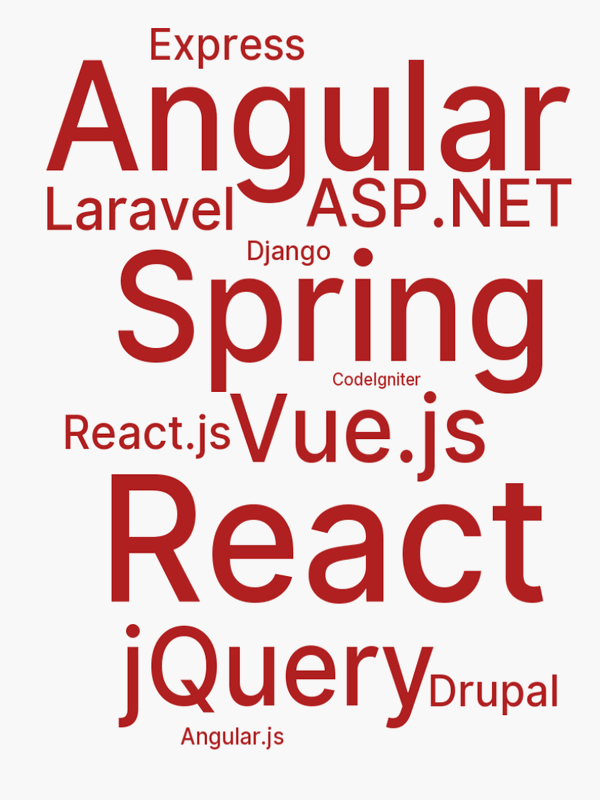 Express
Angular
Laravel ASP.NET
Django
Spring
CodeIgniter
React.js Vue.js
React
jQuery Drupal
Angular.js